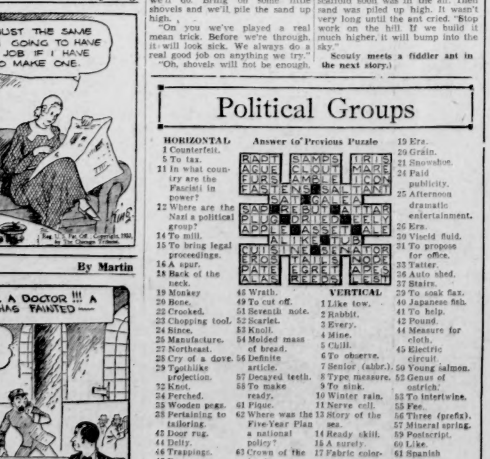 we'll do. Bring on some little
shovels and we'll pile the sand up
high.
"On you we've played a real
mean trick. Before we're through,
it will look sick. We always do a
real good job on anything we try."
"Oh, shovels will not be enough,
sand was piled up high. It wasn't
very long until the ant cried, "Stop
work on the hill. If we build it
much higher, it will bump into the
sky."
Scouty meets a fiddler ant in
the next story.)
JUST THE SAME
GOING TO HAVE
JOB IF I HAVE
O MAKE ONE.
By Martin
A DOCTOR !!! A
HAS FAINTED—
Political Groups
HORIZONTAL
1 Counterfeit.
5 To tax.
11 In what coun-
try are the
Fascisti in
power?
12 Where are the
Nazi a political
group?
14 To mill.
15 To bring legal
proceedings.
16 A spur.
18 Back of the
neck.
19 Monkey
20 Bone.
22 Crooked.
23 Chopping tool.
24 Since.
25 Manufacture.
27 Northeast.
28 Cry of a dove.
29 Toothlike
projection.
32 Knot.
34 Perched.
35 Wooden pegs.
38 Pertaining to
tailoring.
43 Door rug.
44 Deity.
46 Trappings.
Answer to Previous Puzzle
RAPT SAMPS IRIS
48 Wrath.
49 To cut off.
51 Seventh note.
52 Scarlet.
53 Knoll.
54 Molded mass
of bread.
56 Definite
article.
57 Decayed teeth.
58 To make
ready.
61 Pique.
62 Where was the
Five-Year Plan
a national
policy?
63 Crown of the
VERTICAL
1 Like tow.
2 Rabbit.
3 Every.
4 Mine.
5 Chill.
6 To observe.
7 Senior (abbr.).
8 Type measure.
9 To sink.
10 Winter rain.
11 Nerve cell.
13 Story of the
sea.
14 Ready skill.
15 A surety.
17 Fabric color-
19 Era.
20 Grain.
21 Snowshoe.
24 Paid
publicity.
25 Afternoon
dramatic
entertainment.
26 Era.
30 Viscid fluid.
31 To propose
for office.
33 Tatter.
36 Auto shed.
37 Stairs.
39 To soak flax.
40 Japanese fish.
41 To help.
42 Pound.
44 Measure for
cloth.
45 Electric
circuit.
50 Young salmon.
52 Genus of
ostrich.
53 To intertwine.
55 Fee.
56 Three (prefix).
57 Mineral spring.
59 Postscript.
60 Like.
61 Spanish